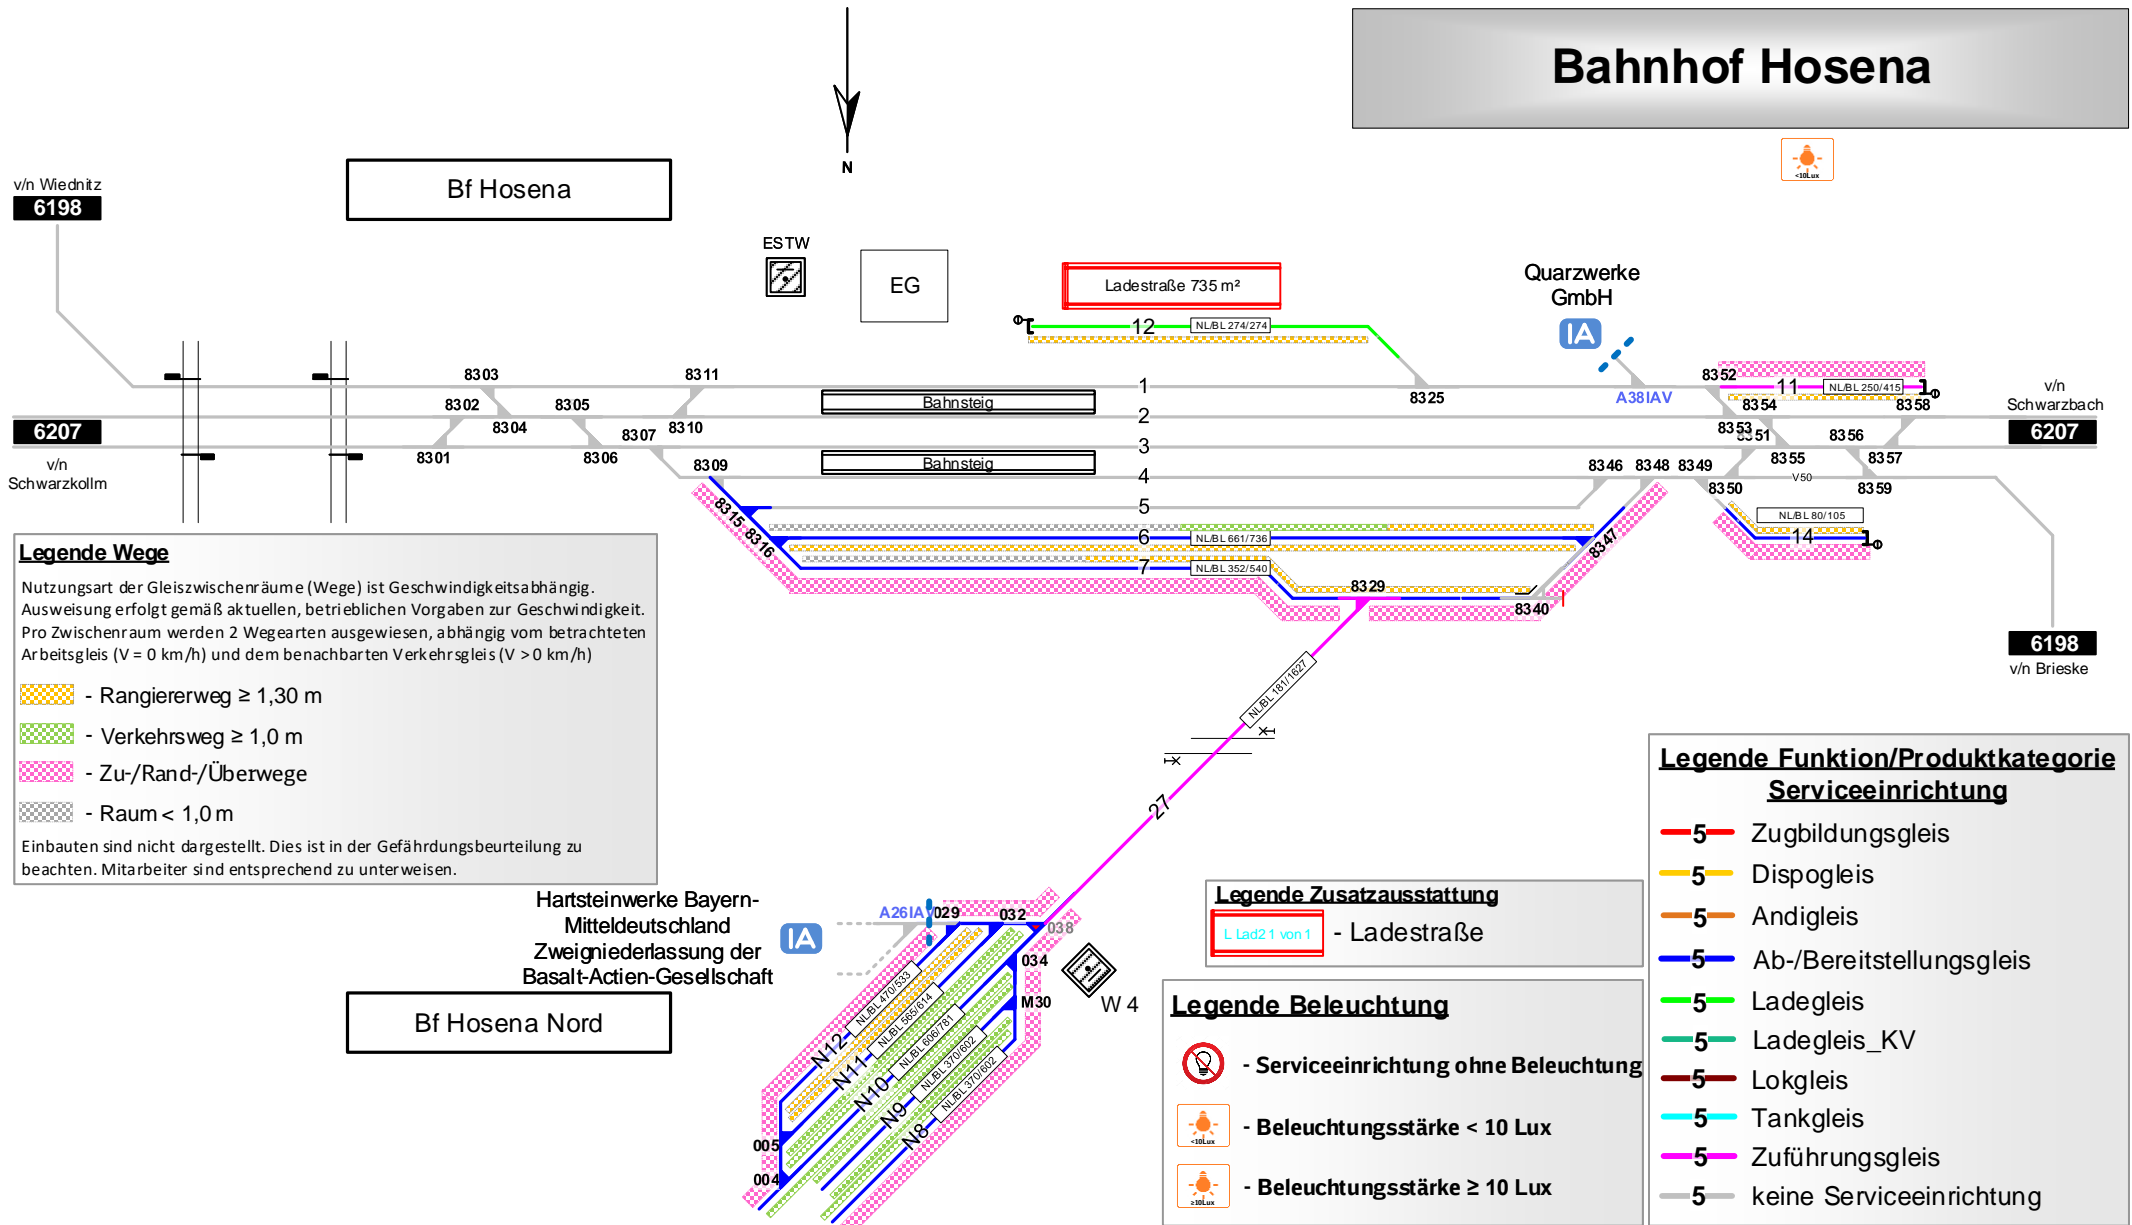 Bahnhof Hosena
<10Lux
N
Bf Hosena
v/n Wiednitz
6198
ESTW
EG
Ladestraße 735 m²
12
NL/BL 274/274
Quarzwerke
GmbH
IA
A38IAV
8303
8311
1
8325
8352
11
NL/BL 250/415
v/n
Schwarzbach
6207
8302
8305
Bahnsteig
2
8354
8358
8304
8310
8353
8351
6207
v/n
Schwarzkollm
8301
8306
8307
3
8356
8355
8357
8309
Bahnsteig
4
8346
8348
8349
V50
8350
8359
8315
8316
5
6
NL/BL 661/736
7
NL/BL 352/540
8347
NL/BL 80/105
14
8329
8340
6198
v/n Brieske
Legende Wege
Nutzungsart der Gleiszwischenräume (Wege) ist Geschwindigkeitsabhängig.
Ausweisung erfolgt gemäß aktuellen, betrieblichen Vorgaben zur Geschwindigkeit.
Pro Zwischenraum werden 2 Wegearten ausgewiesen, abhängig vom betrachteten
Arbeitsgleis (V = 0 km/h) und dem benachbarten Verkehrsgleis (V > 0 km/h)
- Rangiererweg ≥ 1,30 m
- Verkehrsweg ≥ 1,0 m
- Zu-/Rand-/Überwege
- Raum < 1,0 m
Einbauten sind nicht dargestellt. Dies ist in der Gefährdungsbeurteilung zu
beachten. Mitarbeiter sind entsprechend zu unterweisen.
NL/BL 181/1627
27
Hartsteinwerke Bayern-
Mitteldeutschland
Zweigniederlassung der
Basalt-Actien-Gesellschaft
IA
A26IAV
029
032
038
034
M30
W 4
Bf Hosena Nord
N12
NL/BL 470/533
N11
NL/BL 565/614
N10
NL/BL 606/781
N9
NL/BL 370/602
N8
NL/BL 370/602
005
004
Legende Zusatzausstattung
L Lad2 1 von 1
- Ladestraße
Legende Beleuchtung
- Serviceeinrichtung ohne Beleuchtung
<10Lux
- Beleuchtungsstärke < 10 Lux
≥10Lux
- Beleuchtungsstärke ≥ 10 Lux
Legende Funktion/Produktkategorie
Serviceeinrichtung
5 Zugbildungsgleis
5 Dispogleis
5 Andigleis
5 Ab-/Bereitstellungsgleis
5 Ladegleis
5 Ladegleis_KV
5 Lokgleis
5 Tankgleis
5 Zuführungsgleis
5 keine Serviceeinrichtung